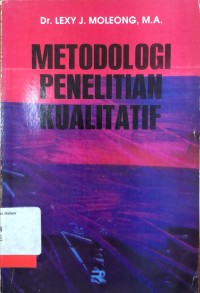 Dr. LEXY J. MOLEONG, M.A.
METODOLOGI
PENELITIAN
KUALITATIF